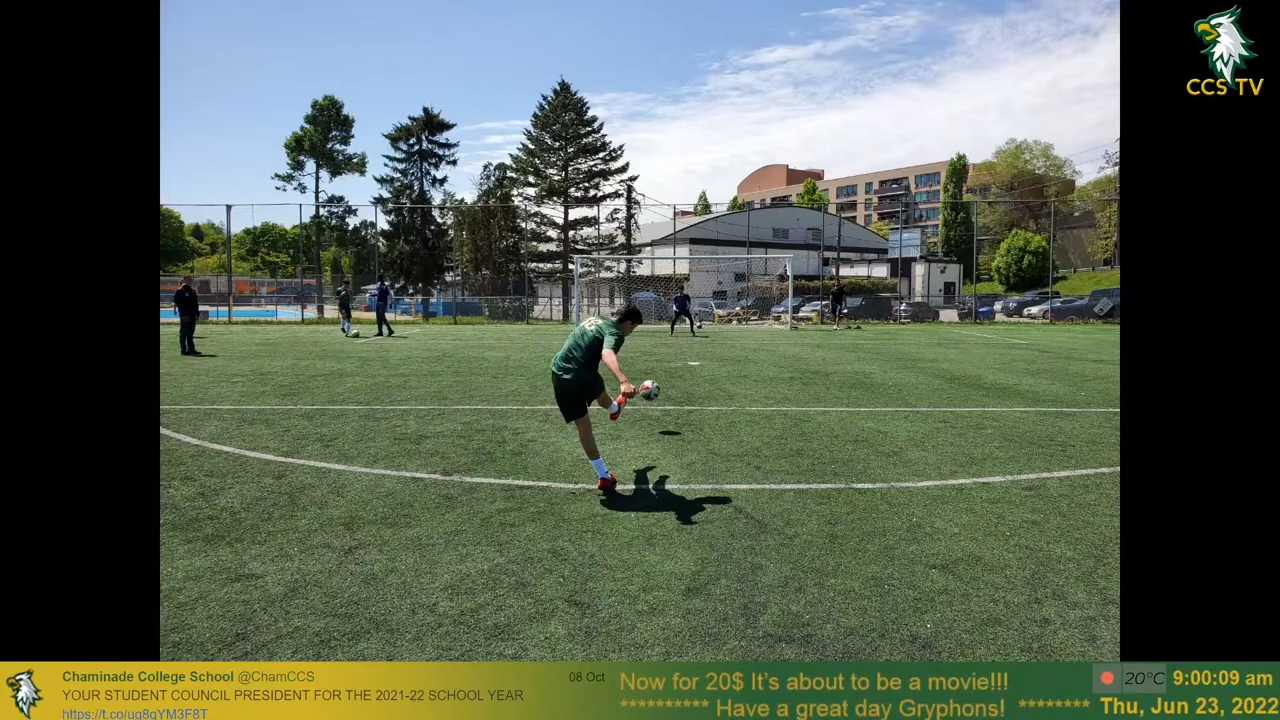 CCS TV
Chaminade College School @ChamCCS
08 Oct
YOUR STUDENT COUNCIL PRESIDENT FOR THE 2021-22 SCHOOL YEAR
https://t.co/ug8gYM3F8T
Now for 20$ It's about to be a movie!!!
********** Have a great day Gryphons! ********
20°C
9:00:09 am
Thu, Jun 23, 2022